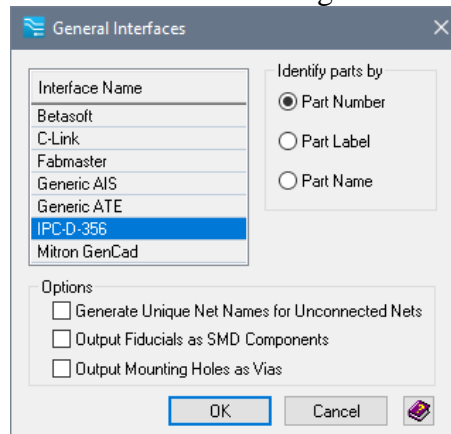 General Interfaces
Interface Name
Betasoft
C-Link
Fabmaster
Generic AIS
Generic ATE
IPC-D-356
Mitron GenCad
Identify parts by
Part Number
Part Label
Part Name
Options
Generate Unique Net Names for Unconnected Nets
Output Fiducials as SMD Components
Output Mounting Holes as Vias
OK
Cancel